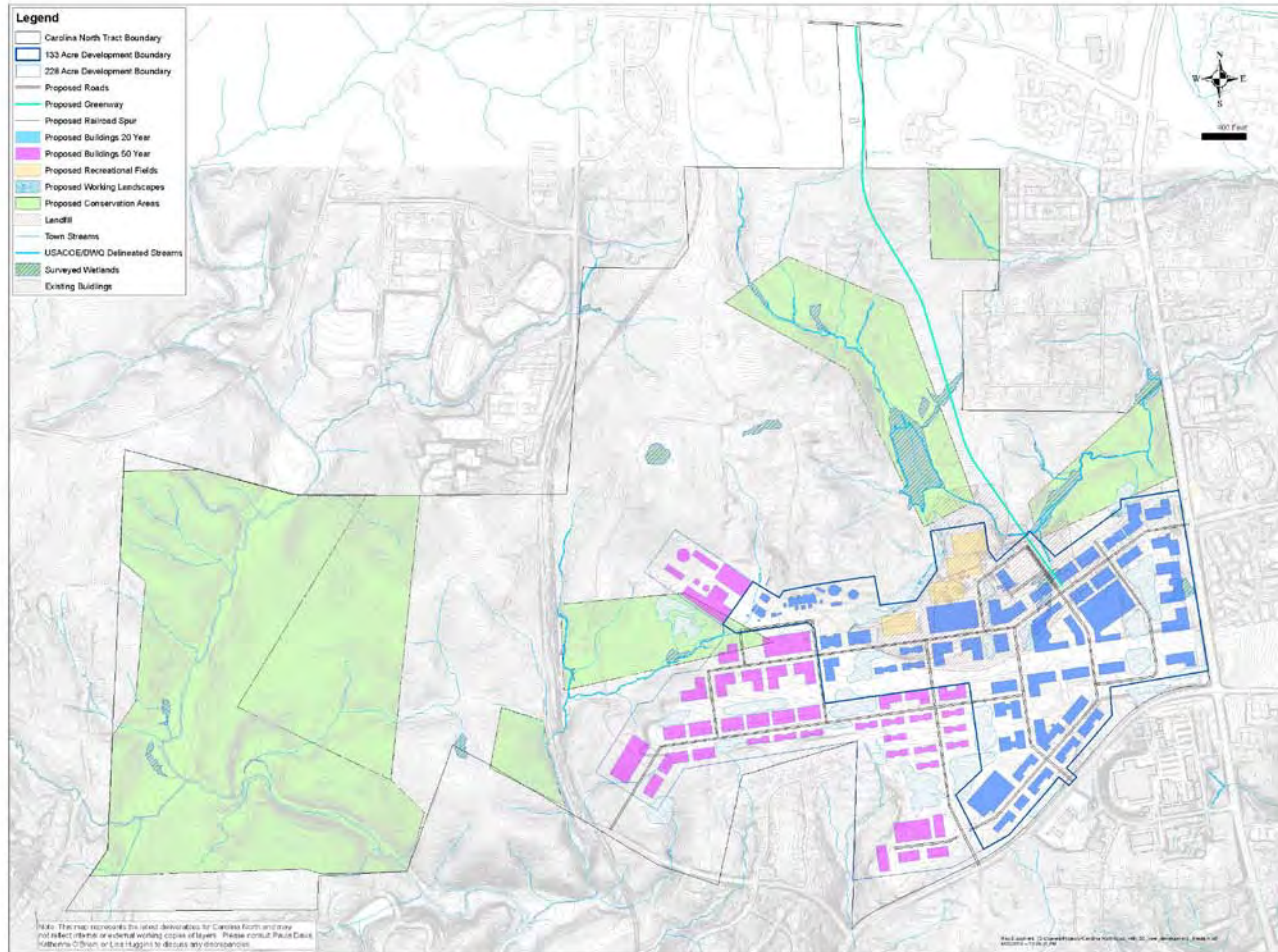 Legend
Carolina North Tract Boundary
133 Acre Development Boundary
228 Acre Development Boundary
Proposed Roads
Proposed Greenway
Proposed Railroad Spur
Proposed Buildings 20 Year
Proposed Buildings 50 Year
Proposed Recreational Fields
Proposed Working Landscapes
Proposed Conservation Areas
Landfill
Town Streams
USACOE/DWQ Delineated Streams
Surveyed Wetlands
Existing Buildings
N
W
E
S
400 Feet
Note: This map represents the latest deliverables for Carolina North and may
not reflect internal or external working copies of layers. Please consult Paula Davis,
Katherine O'Brien, or Lisa Huggins to discuss any discrepancies.